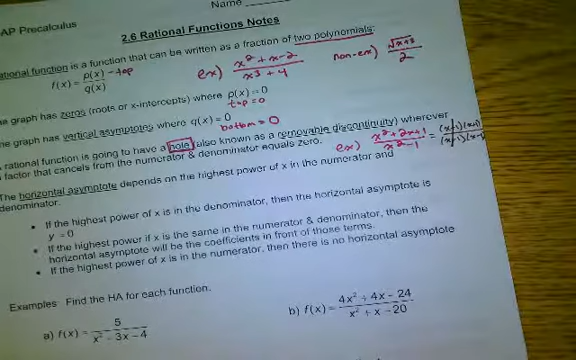 Name
AP Precalculus
2.6 Rational Functions Notes
ational function is a function that can be written as a fraction of two polynomials:
f(x) = p(x)/q(x) -top ex) x² + x - 2 / x³ + 4 non-ex) √x+3 / 2
he graph has zeros (roots or x-intercepts) where p(x) = 0
top = 0
he graph has vertical asymptotes where q(x) = 0
bottom = 0
rational function is going to have a hole (also known as a removable discontinuity) wherever
factor that cancels from the numerator & denominator equals zero. ex) x² + 2x + 1 / x² - 1 =
The horizontal asymptote depends on the highest power of x in the numerator and
denominator.
• If the highest power of x is in the denominator, then the horizontal asymptote is
y = 0
• If the highest power if x is the same in the numerator & denominator, then the
horizontal asymptote will be the coefficients in front of those terms.
• If the highest power of x is in the numerator, then there is no horizontal asymptote
Examples: Find the HA for each function.
a) f(x) = 5 / x² - 3x - 4 b) f(x) = 4x² + 4x - 24 / x² + x - 20